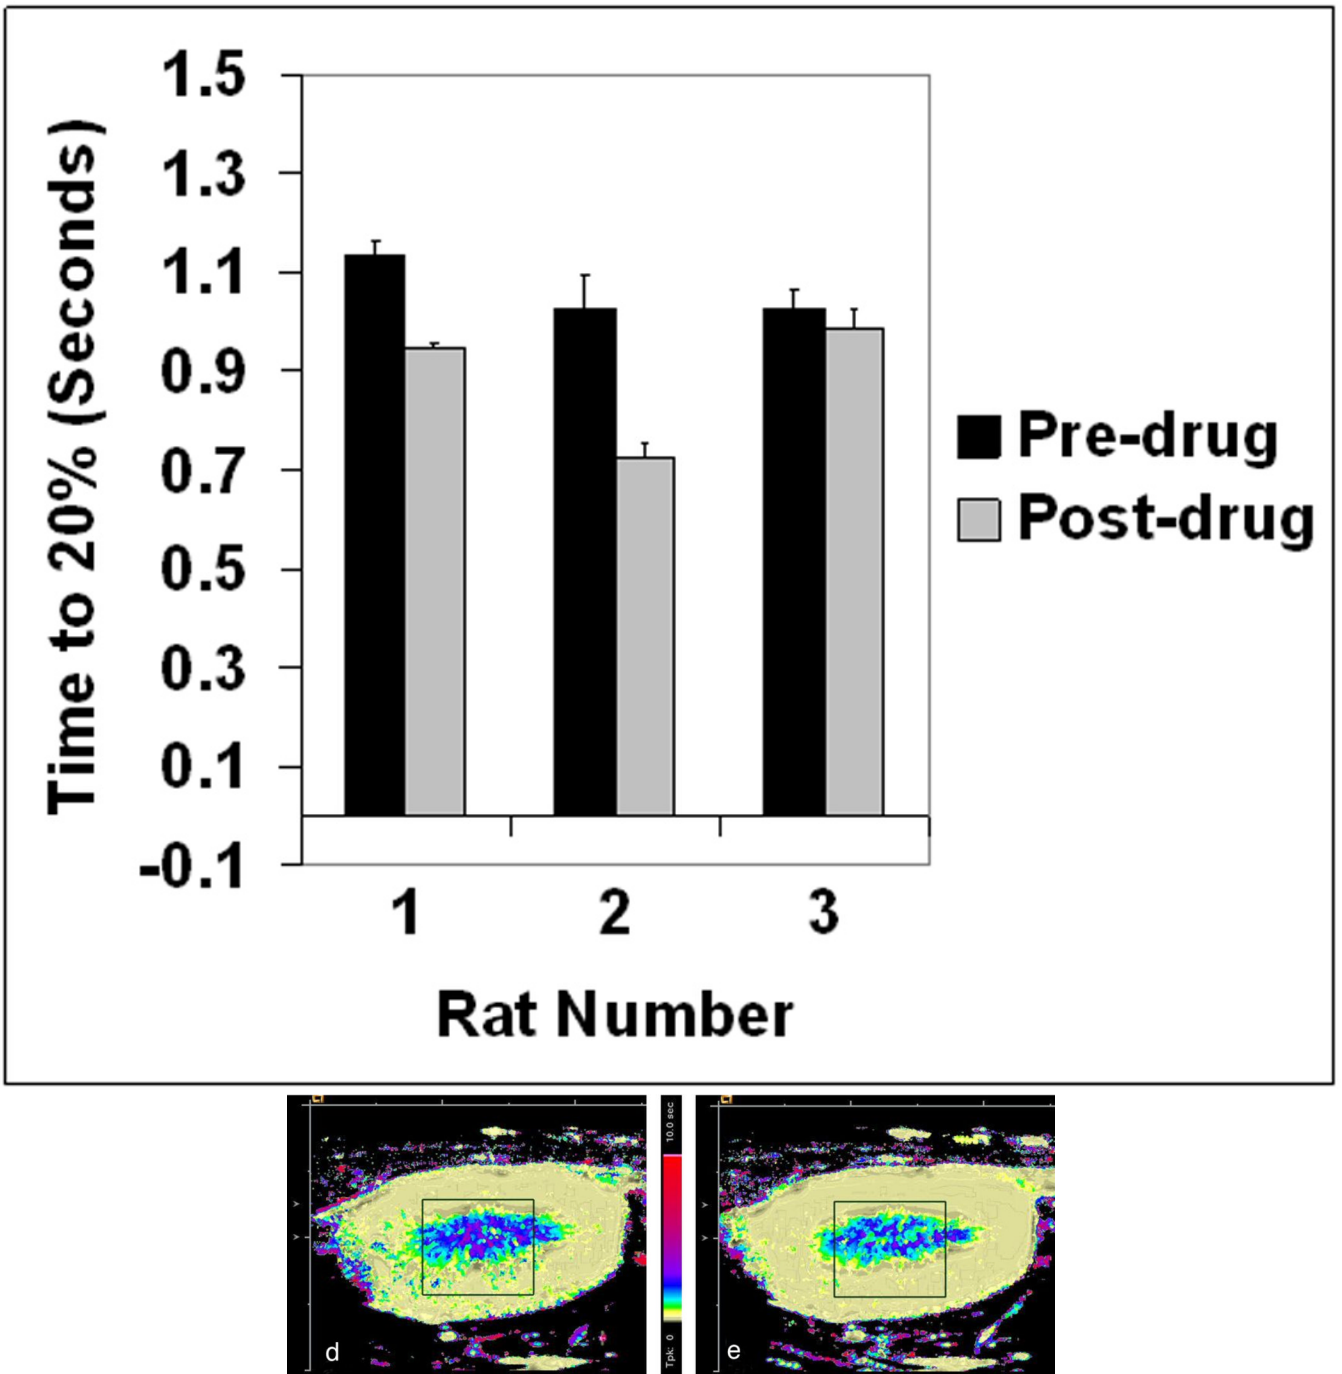 Time to 20% (Seconds)
1.5
1.3
1.1
0.9
0.7
0.5
0.3
0.1
-0.1
1 2 3
Rat Number
Pre-drug
Post-drug
10.0 sec
Tpk: 0
d
e